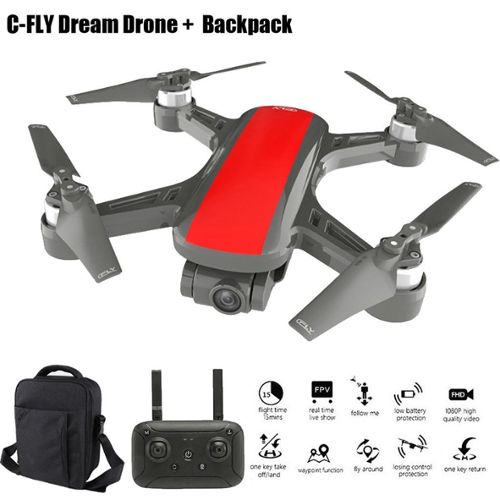 C-FLY Dream Drone + Backpack
C-FLY
C-FLY
15
flight time
15mins
FPV
real time
live show
follow me
low battery
protection
FHD
1080P high
quality video
one key take
off/land
waypoint function
fly around
losing control
protection
one key return